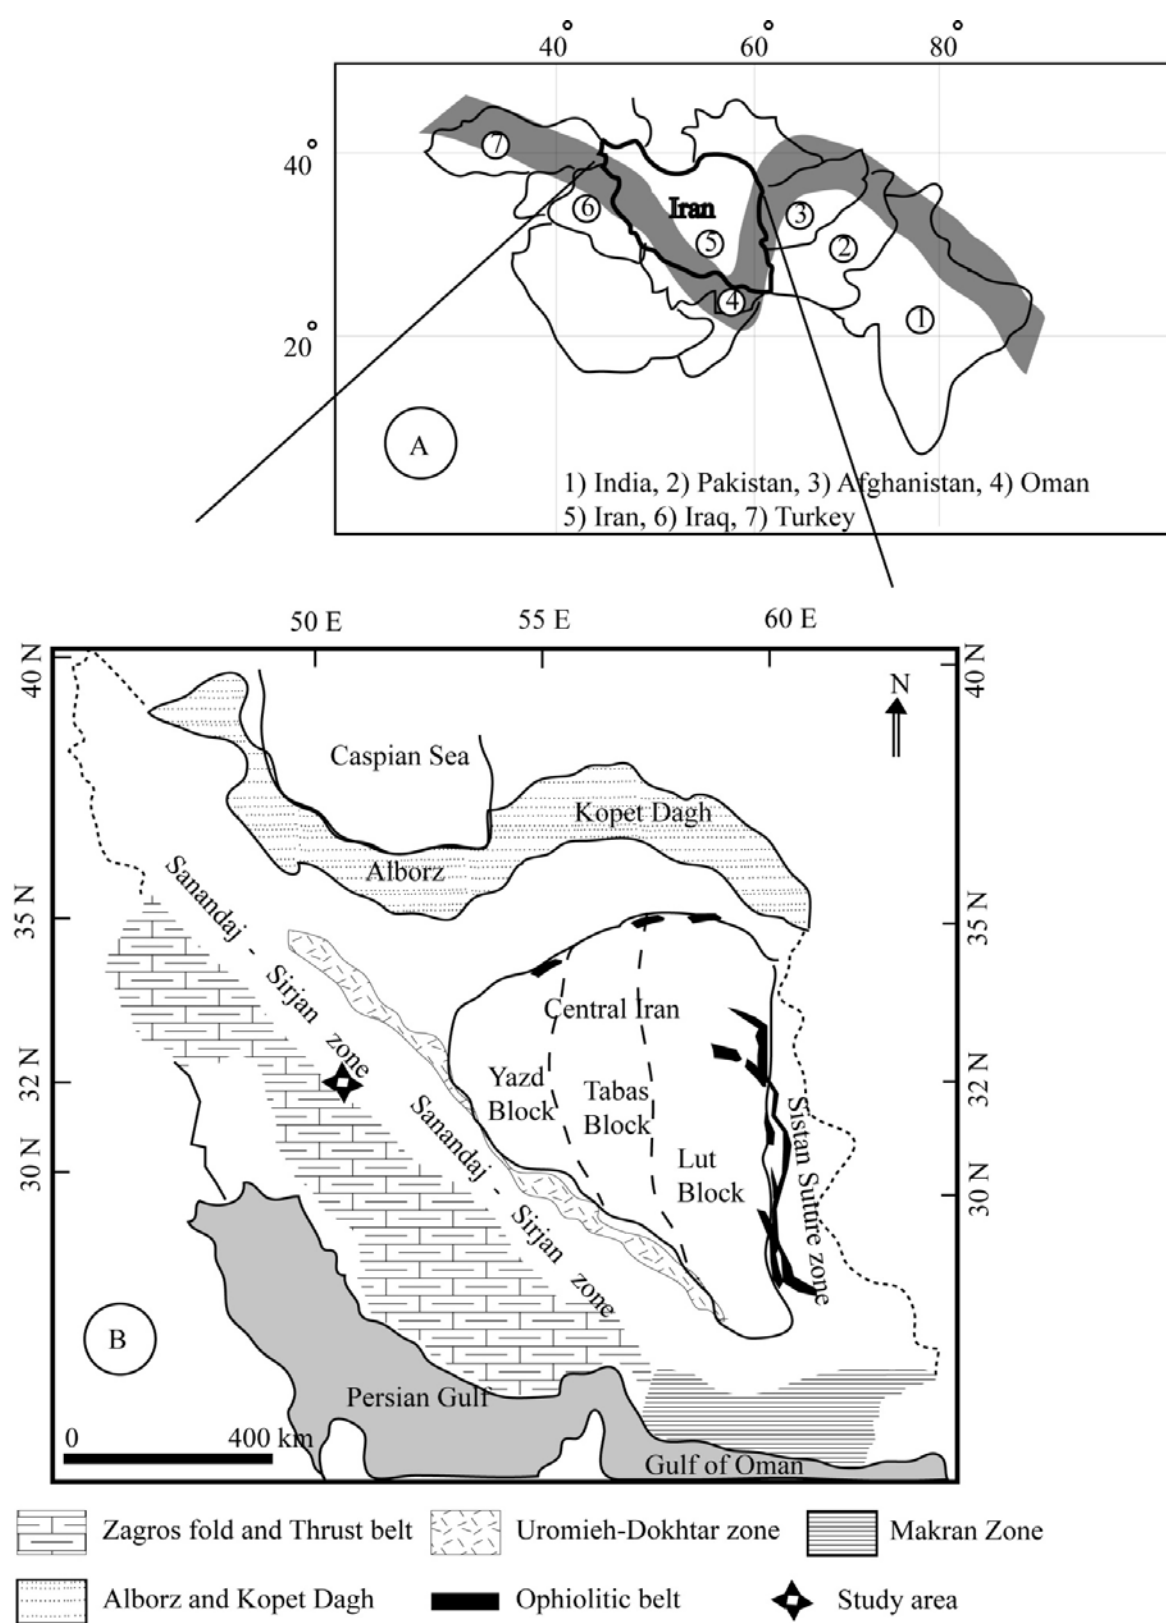 40° 60° 80°
40°
20°
7
6
Iran
5
4
3
2
1
A
1) India, 2) Pakistan, 3) Afghanistan, 4) Oman
5) Iran, 6) Iraq, 7) Turkey
50 E 55 E 60 E
40 N
40 N
N
Caspian Sea
Kopet Dagh
Alborz
Sanandaj - Sirjan zone
35 N
35 N
Central Iran
32 N
32 N
Yazd
Block
Tabas
Block
Lut
Block
Sanandaj - Sirjan zone
Sistan Suture zone
30 N
30 N
B
Persian Gulf
0 400 km
Gulf of Oman
Zagros fold and Thrust belt
Uromieh-Dokhtar zone
Makran Zone
Alborz and Kopet Dagh
Ophiolitic belt
Study area